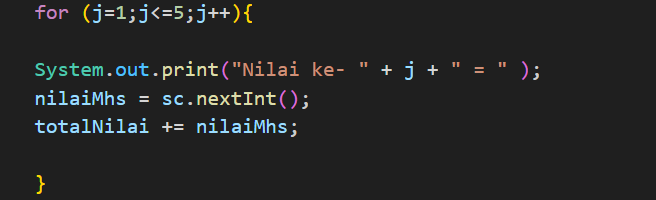 for (j=1;j<=5;j++){
System.out.print("Nilai ke- " + j + " = " );
nilaiMhs = sc.nextInt();
totalNilai += nilaiMhs;
}